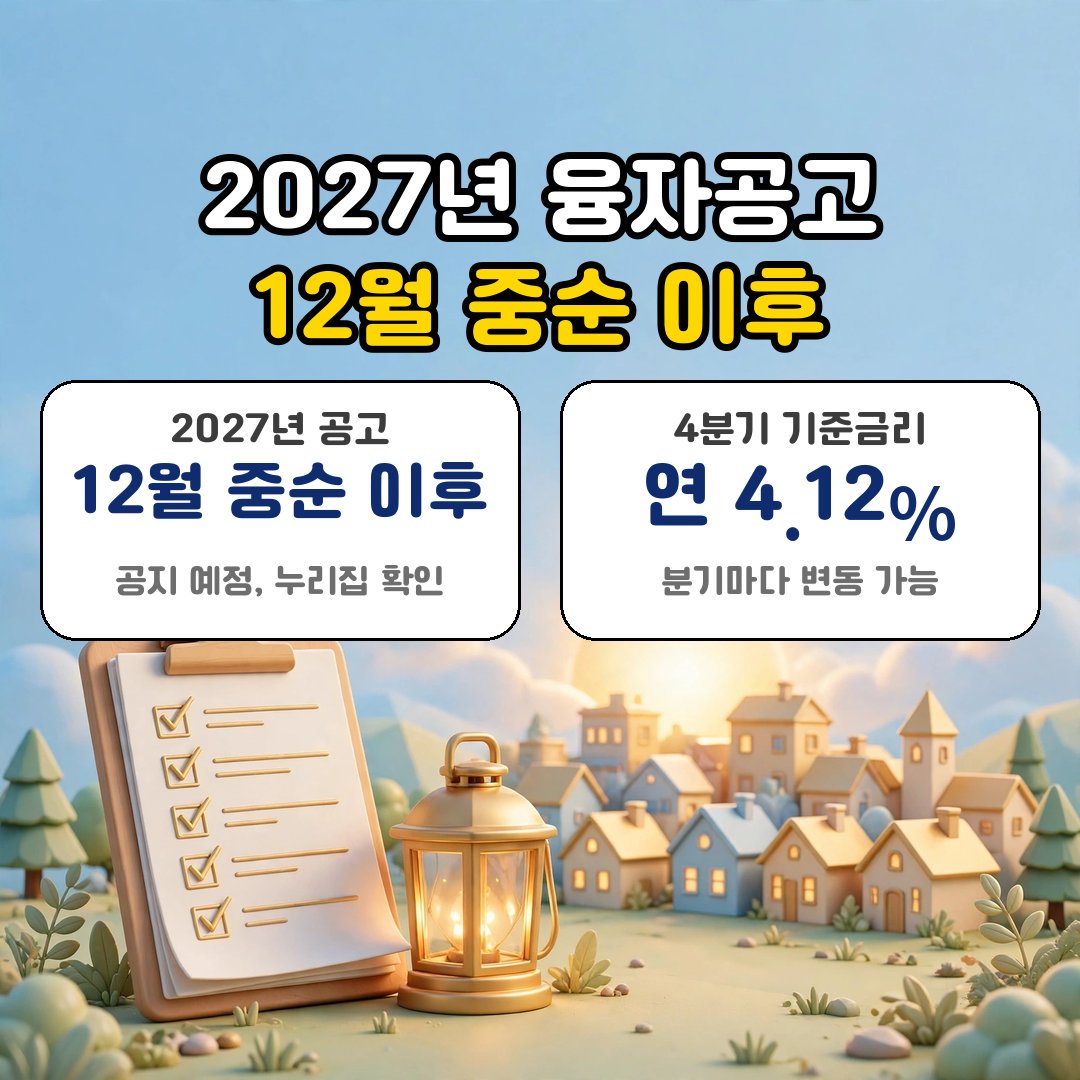 2027년 융자공고
12월 중순 이후
2027년 공고
12월 중순 이후
공지 예정, 누리집 확인
4분기 기준금리
연 4.12%
분기마다 변동 가능